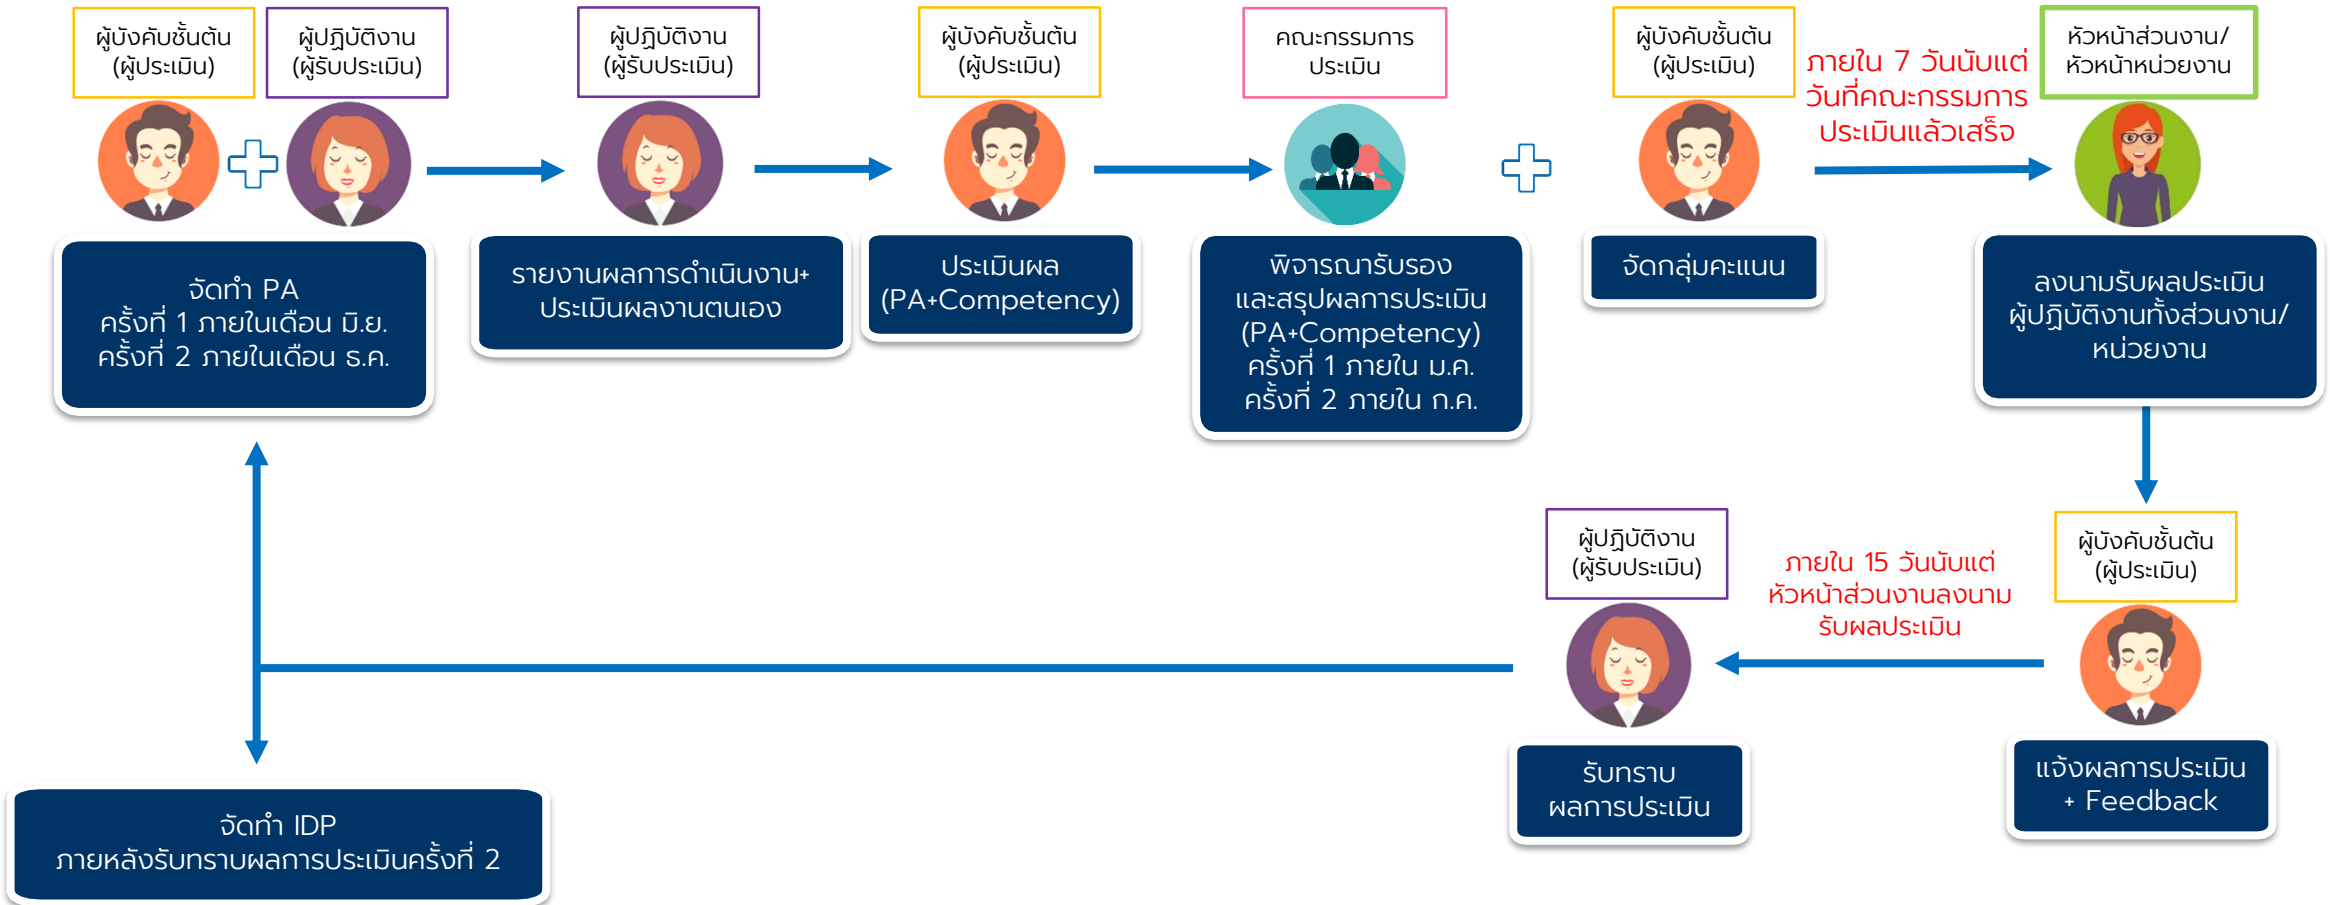 ผู้บังคับชั้นต้น
(ผู้ประเมิน)
ผู้ปฏิบัติงาน
(ผู้รับประเมิน)
ผู้ปฏิบัติงาน
(ผู้รับประเมิน)
ผู้บังคับชั้นต้น
(ผู้ประเมิน)
คณะกรรมการ
ประเมิน
ผู้บังคับชั้นต้น
(ผู้ประเมิน)
ภายใน 7 วันนับแต่
วันที่คณะกรรมการ
ประเมินแล้วเสร็จ
หัวหน้าส่วนงาน/
หัวหน้าหน่วยงาน
จัดทำ PA
ครั้งที่ 1 ภายในเดือน มิ.ย.
ครั้งที่ 2 ภายในเดือน ธ.ค.
รายงานผลการดำเนินงาน+
ประเมินผลงานตนเอง
ประเมินผล
(PA+Competency)
พิจารณารับรอง
และสรุปผลการประเมิน
(PA+Competency)
ครั้งที่ 1 ภายใน ม.ค.
ครั้งที่ 2 ภายใน ก.ค.
จัดกลุ่มคะแนน
ลงนามรับผลประเมิน
ผู้ปฏิบัติงานทั้งส่วนงาน/
หน่วยงาน
ผู้บังคับชั้นต้น
(ผู้ประเมิน)
ภายใน 15 วันนับแต่
หัวหน้าส่วนงานลงนาม
รับผลประเมิน
ผู้ปฏิบัติงาน
(ผู้รับประเมิน)
แจ้งผลการประเมิน
+ Feedback
รับทราบ
ผลการประเมิน
จัดทำ IDP
ภายหลังรับทราบผลการประเมินครั้งที่ 2